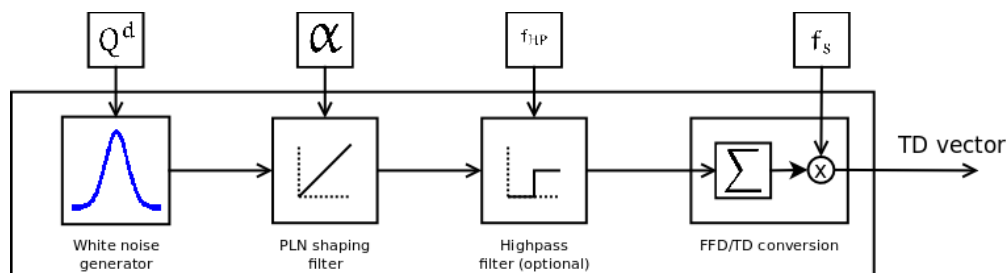 Q^d
α
f_HP
f_s
Σ
x
TD vector
White noise
generator
PLN shaping
filter
Highpass
filter (optional)
FFD/TD conversion